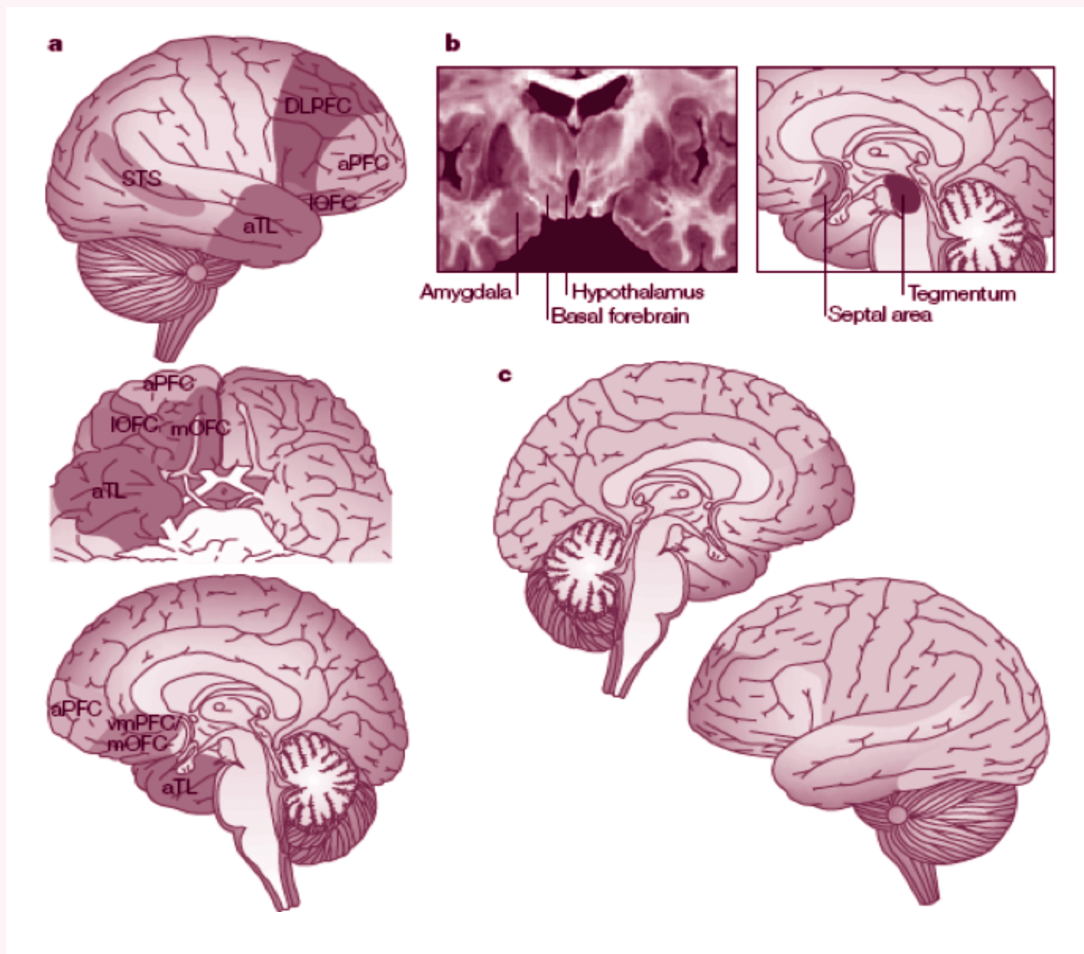 a
DLPFC
aPFC
STS
lOFC
aTL
aPFC
lOFC
mOFC
aTL
aPFC
vmPFC/
mOFC
aTL
b
Amygdala
Hypothalamus
Basal forebrain
Tegmentum
Septal area
c